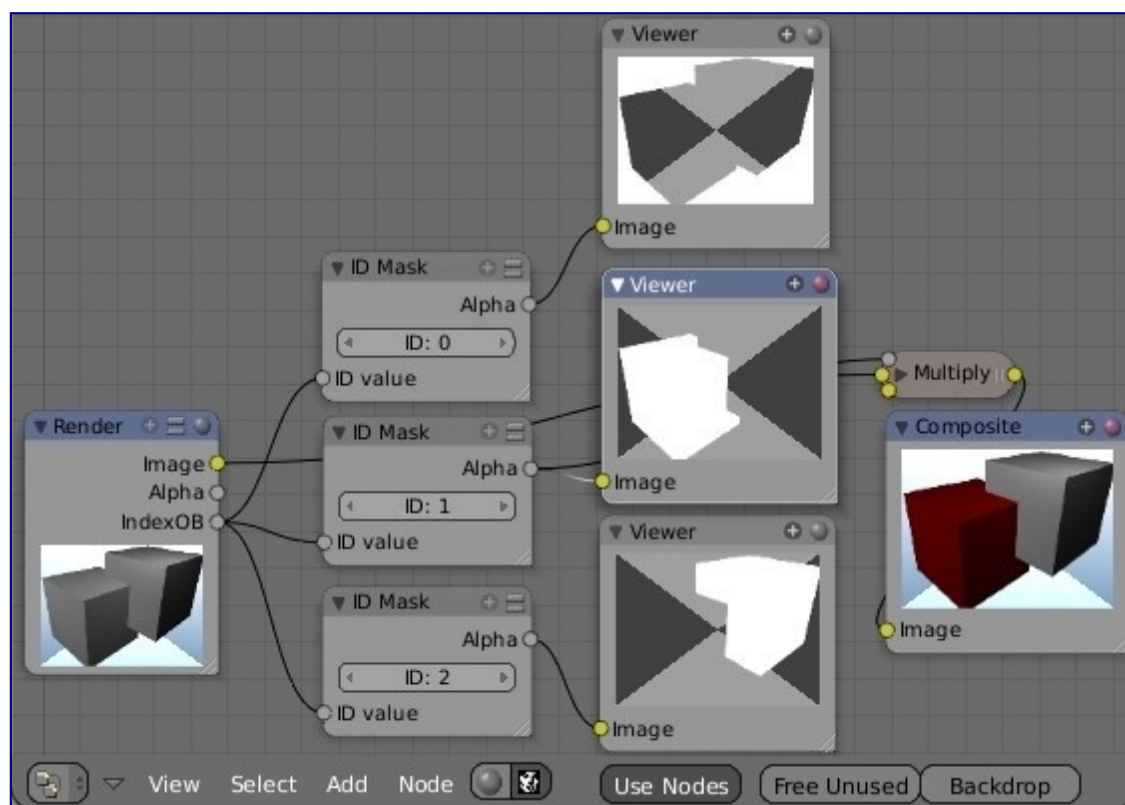 Viewer
Image
ID Mask
Alpha
ID: 0
ID value
Viewer
Image
Multiply
Render
Image
Alpha
IndexOB
ID Mask
Alpha
ID: 1
ID value
Composite
Image
ID Mask
Alpha
ID: 2
ID value
Viewer
Image
View Select Add Node Use Nodes Free Unused Backdrop